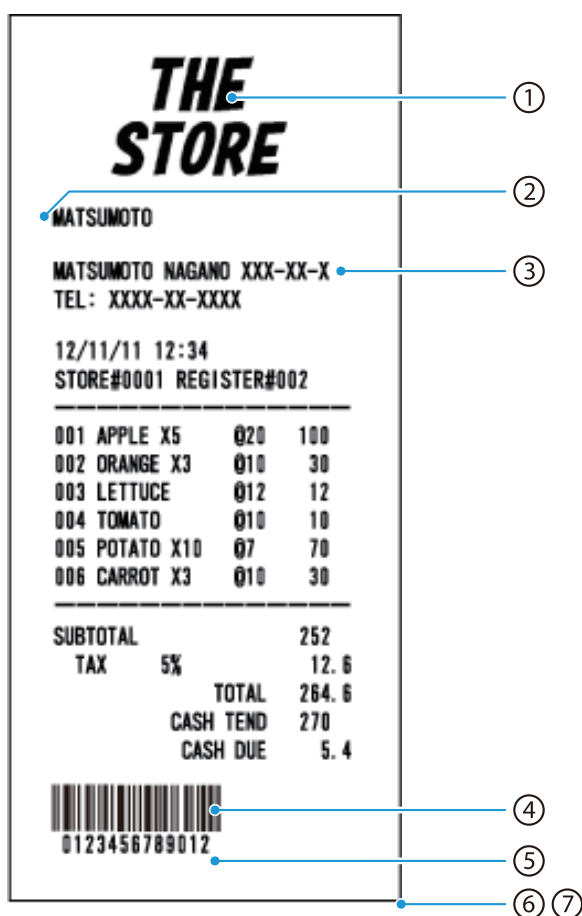 THE
STORE
①
②
MATSUMOTO
MATSUMOTO NAGANO XXX-XX-X
③
TEL: XXXX-XX-XXXX
12/11/11 12:34
STORE#0001 REGISTER#002
001 APPLE X5 @20 100
002 ORANGE X3 @10 30
003 LETTUCE @12 12
004 TOMATO @10 10
005 POTATO X10 @7 70
006 CARROT X3 @10 30
SUBTOTAL 252
TAX 5% 12.6
TOTAL 264.6
CASH TEND 270
CASH DUE 5.4
④
0123456789012
⑤
⑥ ⑦